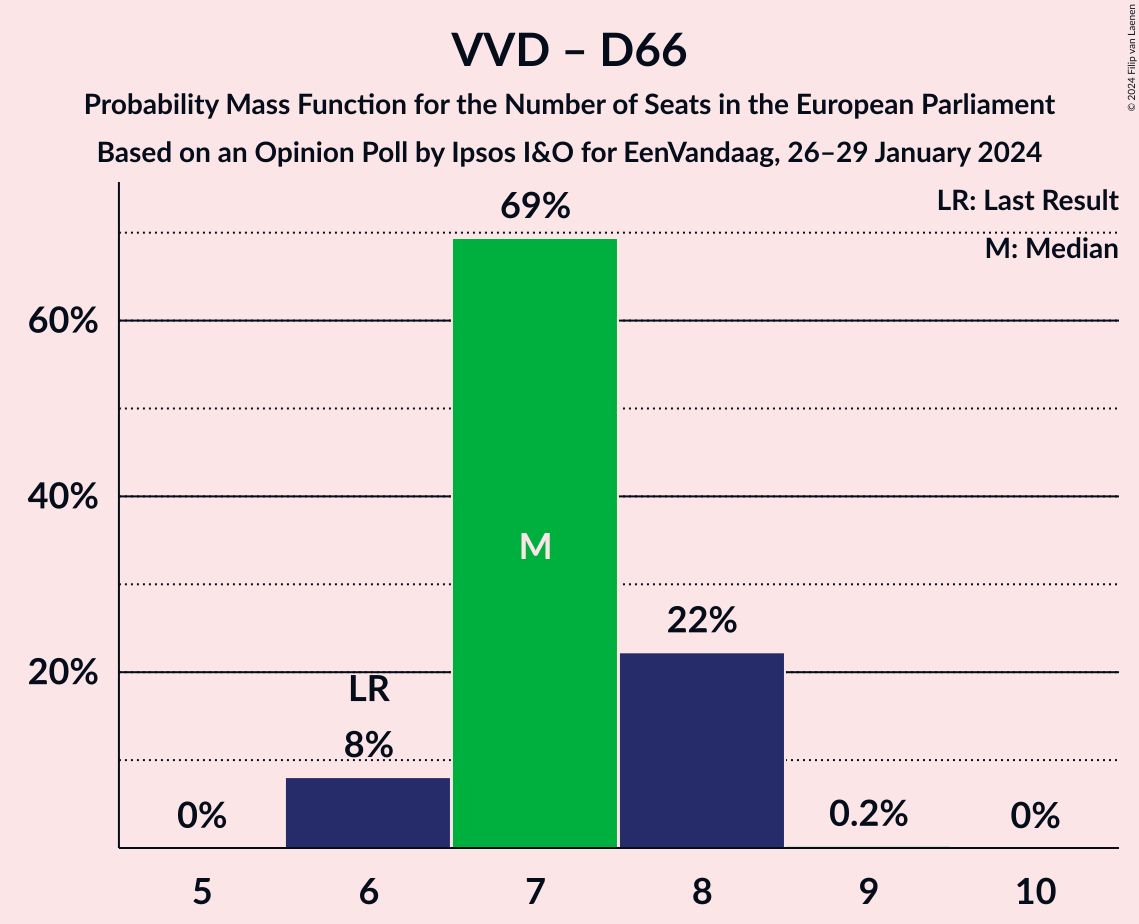 VVD – D66
Probability Mass Function for the Number of Seats in the European Parliament
Based on an Opinion Poll by Ipsos I&O for EenVandaag, 26–29 January 2024
© 2024 Filip van Laenen
LR: Last Result
M: Median
69%
60%
M
40%
22%
20%
LR
8%
0%
0.2%
0%
5 6 7 8 9 10